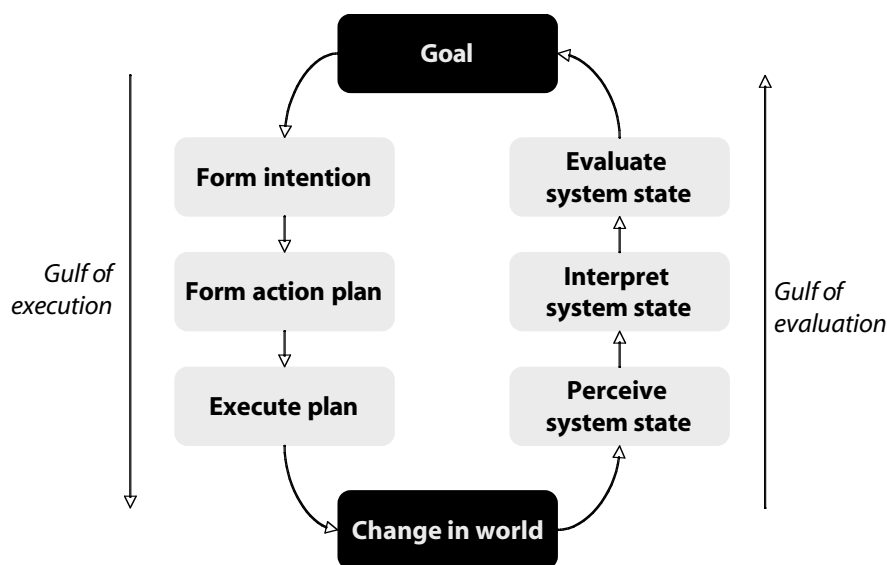 Goal
Form intention
Evaluate
system state
Gulf of
execution
Form action plan
Interpret
system state
Gulf of
evaluation
Execute plan
Perceive
system state
Change in world